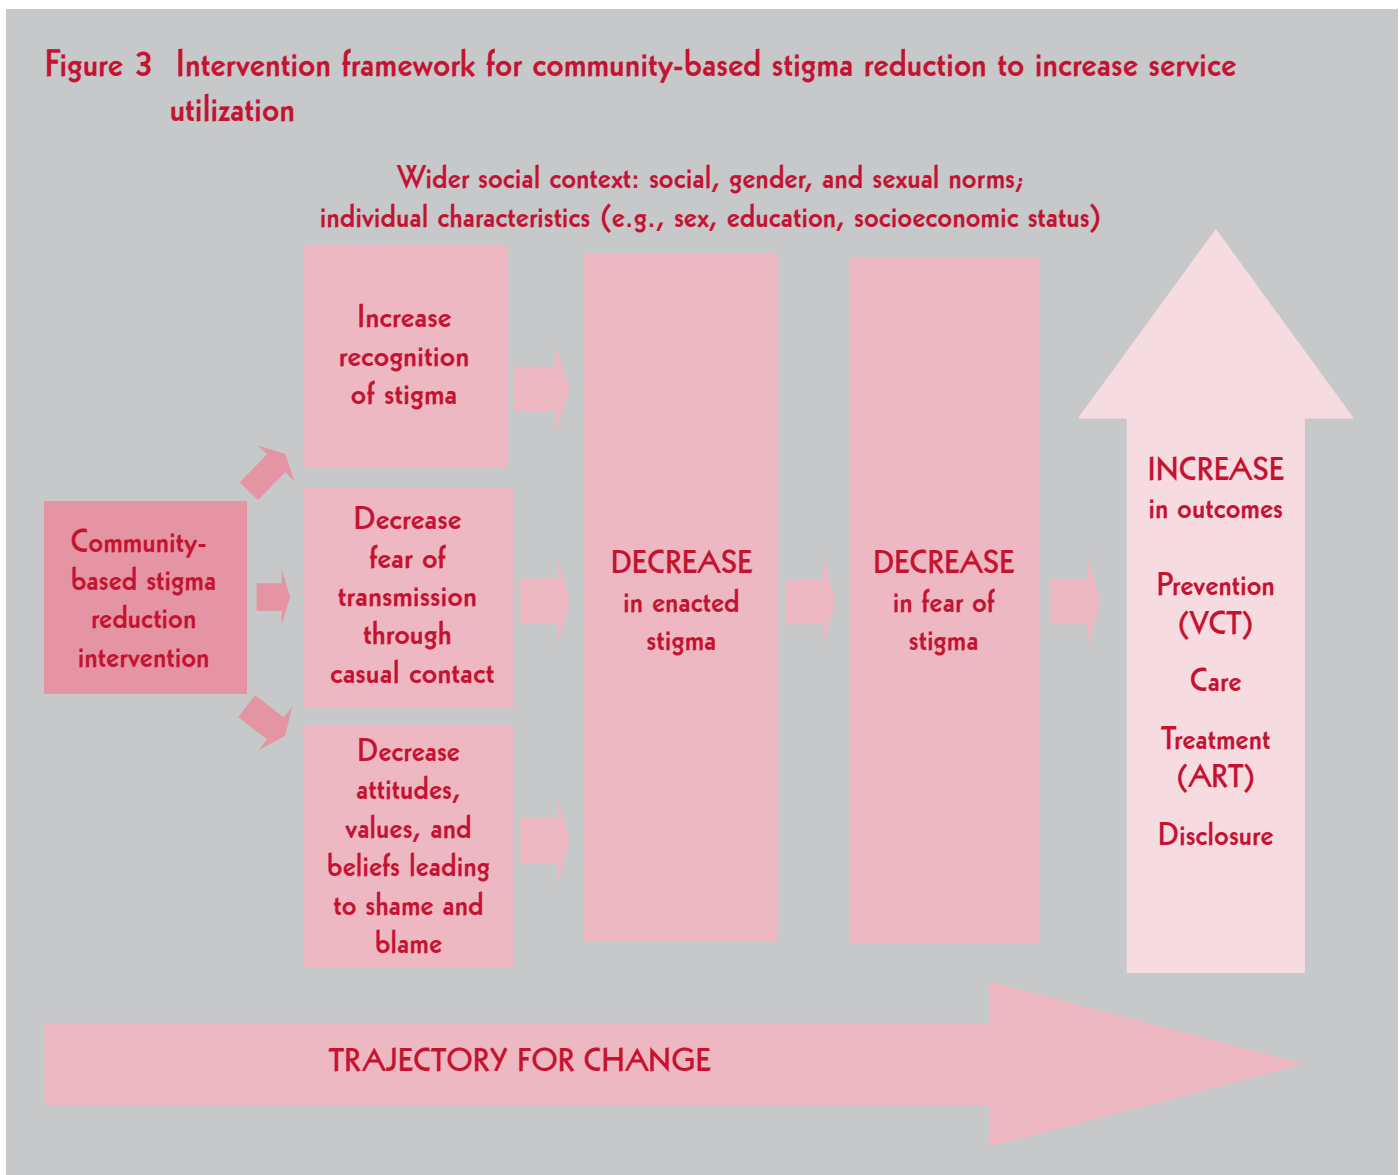 Figure 3 Intervention framework for community-based stigma reduction to increase service
utilization
Wider social context: social, gender, and sexual norms;
individual characteristics (e.g., sex, education, socioeconomic status)
Community-
based stigma
reduction
intervention
Increase
recognition
of stigma
Decrease
fear of
transmission
through
casual contact
Decrease
attitudes,
values, and
beliefs leading
to shame and
blame
DECREASE
in enacted
stigma
DECREASE
in fear of
stigma
INCREASE
in outcomes
Prevention
(VCT)
Care
Treatment
(ART)
Disclosure
TRAJECTORY FOR CHANGE